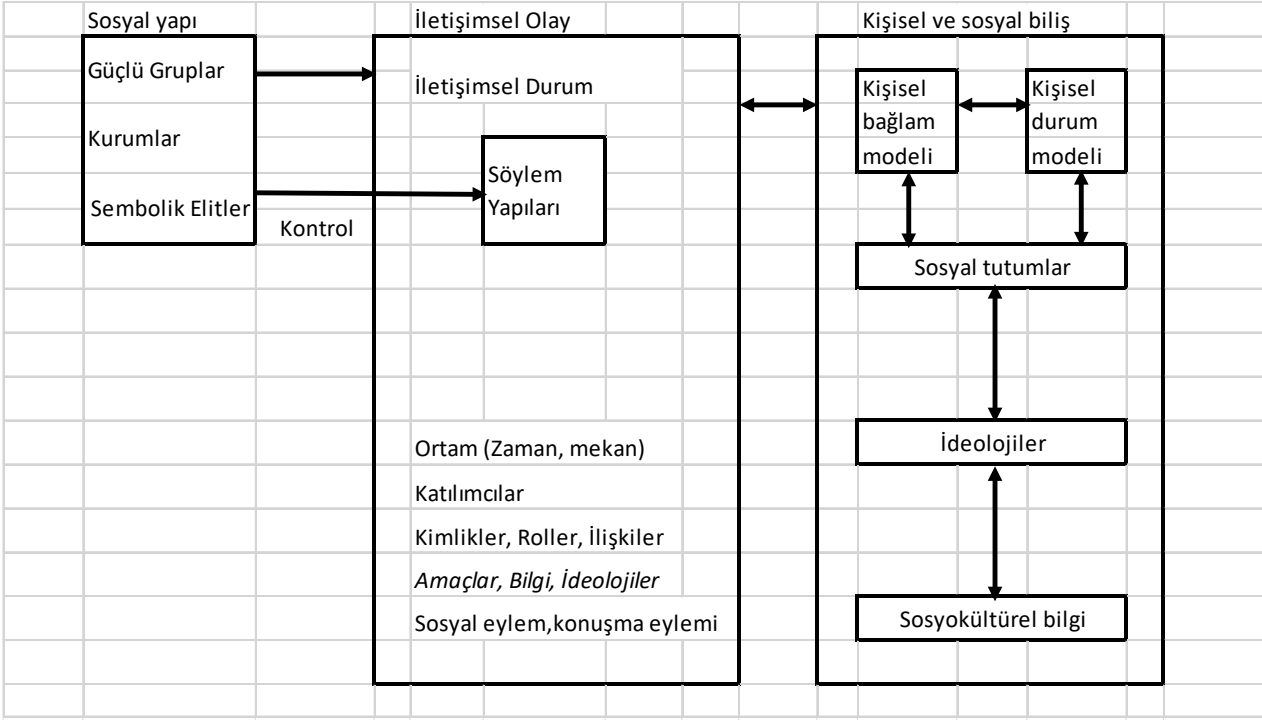 Sosyal yapı
Güçlü Gruplar
Kurumlar
Sembolik Elitler
Kontrol
İletişimsel Olay
İletişimsel Durum
Söylem
Yapıları
Ortam (Zaman, mekan)
Katılımcılar
Kimlikler, Roller, İlişkiler
Amaçlar, Bilgi, İdeolojiler
Sosyal eylem,konuşma eylemi
Kişisel ve sosyal biliş
Kişisel
bağlam
modeli
Kişisel
durum
modeli
Sosyal tutumlar
İdeolojiler
Sosyokültürel bilgi